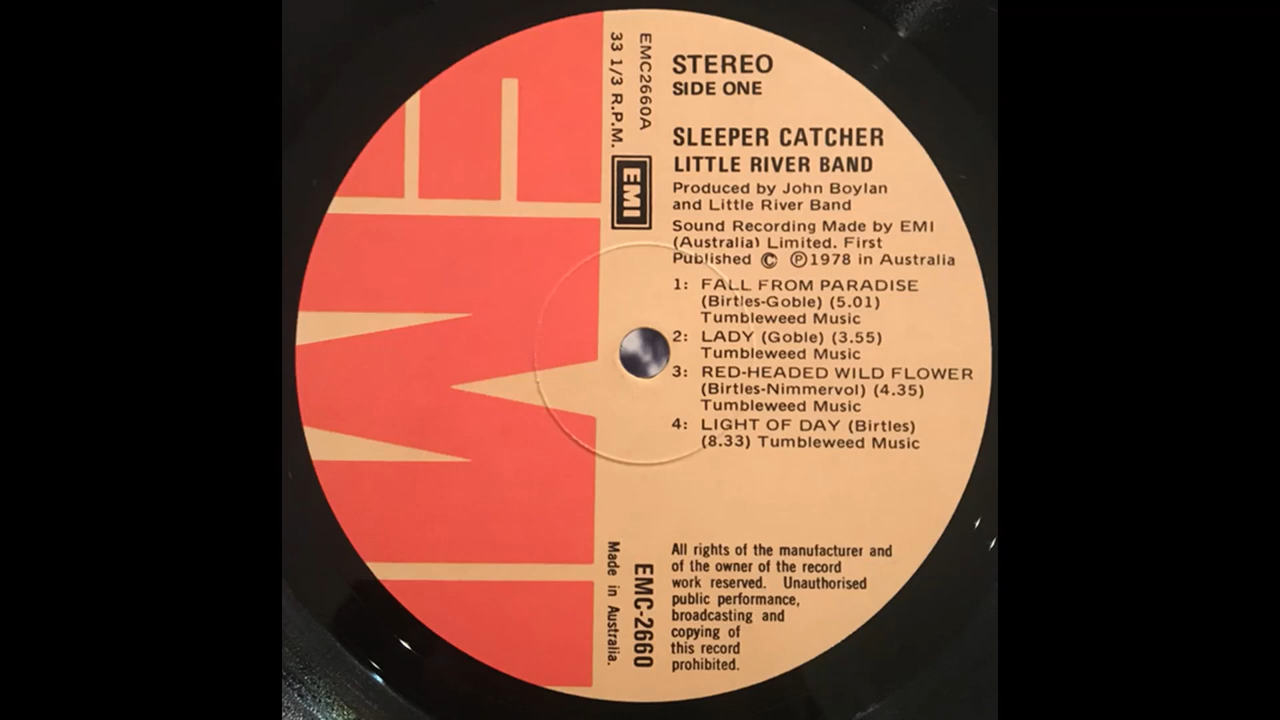 STEREO
SIDE ONE
SLEEPER CATCHER
LITTLE RIVER BAND
Produced by John Boylan
and Little River Band
Sound Recording Made by EMI
(Australia) Limited. First
Published © ℗1978 in Australia
1: FALL FROM PARADISE
(Birtles-Goble) (5.01)
Tumbleweed Music
2: LADY (Goble) (3.55)
Tumbleweed Music
3: RED-HEADED WILD FLOWER
(Birtles-Nimmervol) (4.35)
Tumbleweed Music
4: LIGHT OF DAY (Birtles)
(8.33) Tumbleweed Music
All rights of the manufacturer and
of the owner of the record
work reserved. Unauthorised
public performance,
broadcasting and
copying of
this record
prohibited.
EMC2660A
33 1/3 R.P.M.
EMI
EMC-2660
Made in Australia.
EMI